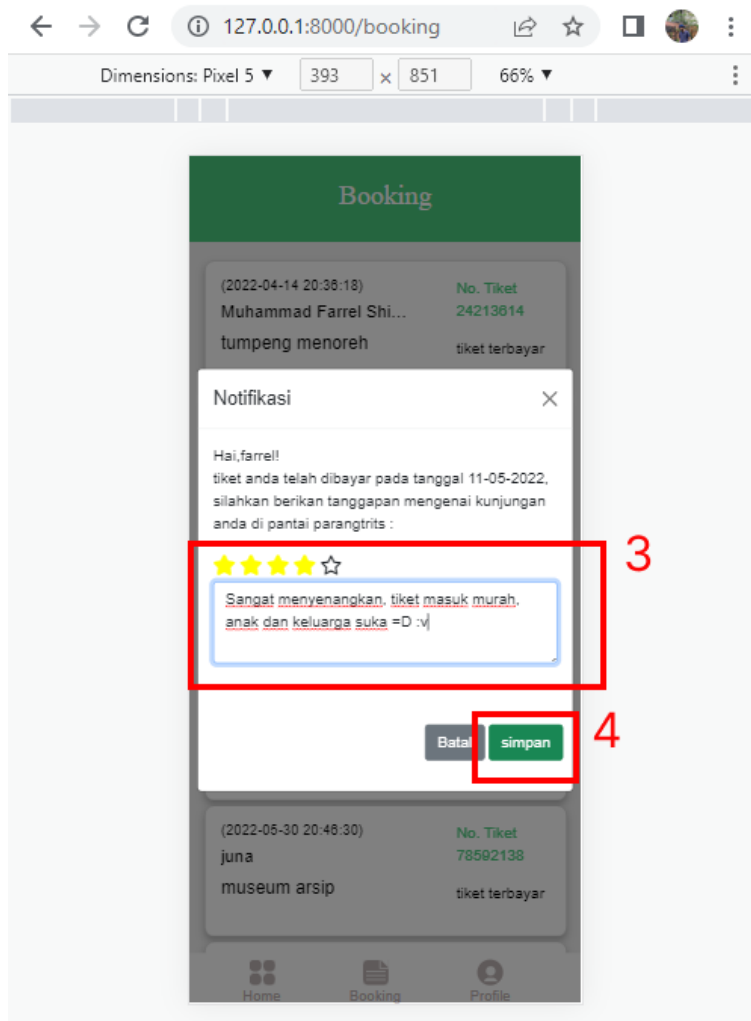 127.0.0.1:8000/booking
Dimensions: Pixel 5 ▼ 393 × 851 66% ▼
Booking
(2022-04-14 20:36:18) No. Tiket
Muhammad Farrel Shi... 24213614
tumpeng menoreh tiket terbayar
Notifikasi
Hai,farrel!
tiket anda telah dibayar pada tanggal 11-05-2022,
silahkan berikan tanggapan mengenai kunjungan
anda di pantai parangtrits :
3
Sangat menyenangkan, tiket masuk murah,
anak dan keluarga suka =D :v
Batal simpan 4
(2022-05-30 20:46:30) No. Tiket
juna 78592138
museum arsip tiket terbayar
Home Booking Profile